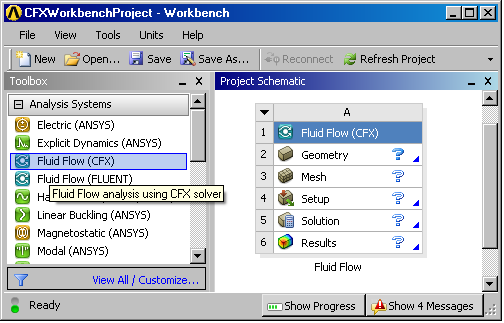 CFXWorkbenchProject - Workbench
File View Tools Units Help
New Open... Save Save As... Reconnect Refresh Project
Toolbox
Analysis Systems
Electric (ANSYS)
Explicit Dynamics (ANSYS)
Fluid Flow (CFX)
Fluid Flow (FLUENT)
Fluid Flow analysis using CFX solver
Linear Buckling (ANSYS)
Magnetostatic (ANSYS)
Modal (ANSYS)
View All / Customize...
Project Schematic
A
1 Fluid Flow (CFX)
2 Geometry ?
3 Mesh ?
4 Setup ?
5 Solution ?
6 Results ?
Fluid Flow
Ready Show Progress Show 4 Messages